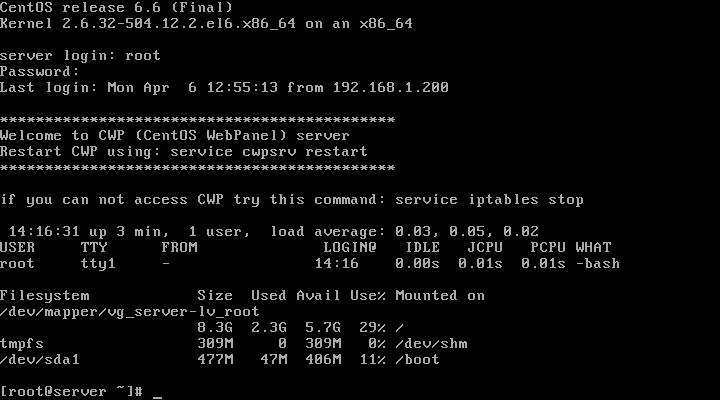 CentOS release 6.6 (Final)
Kernel 2.6.32-504.12.2.el6.x86_64 on an x86_64
server login: root
Password:
Last login: Mon Apr  6 12:55:13 from 192.168.1.200
********************************************
Welcome to CWP (CentOS WebPanel) server
Restart CWP using: service cwpsrv restart
********************************************
if you can not access CWP try this command: service iptables stop
 14:16:31 up 3 min,  1 user,  load average: 0.03, 0.05, 0.02
USER     TTY      FROM              LOGIN@   IDLE   JCPU   PCPU WHAT
root     tty1     -                14:16    0.00s  0.01s  0.01s -bash
Filesystem            Size  Used Avail Use% Mounted on
/dev/mapper/vg_server-lv_root
                      8.3G  2.3G  5.7G  29% /
tmpfs                 309M     0  309M   0% /dev/shm
/dev/sda1             477M   47M  406M  11% /boot
[root@server ~]# _